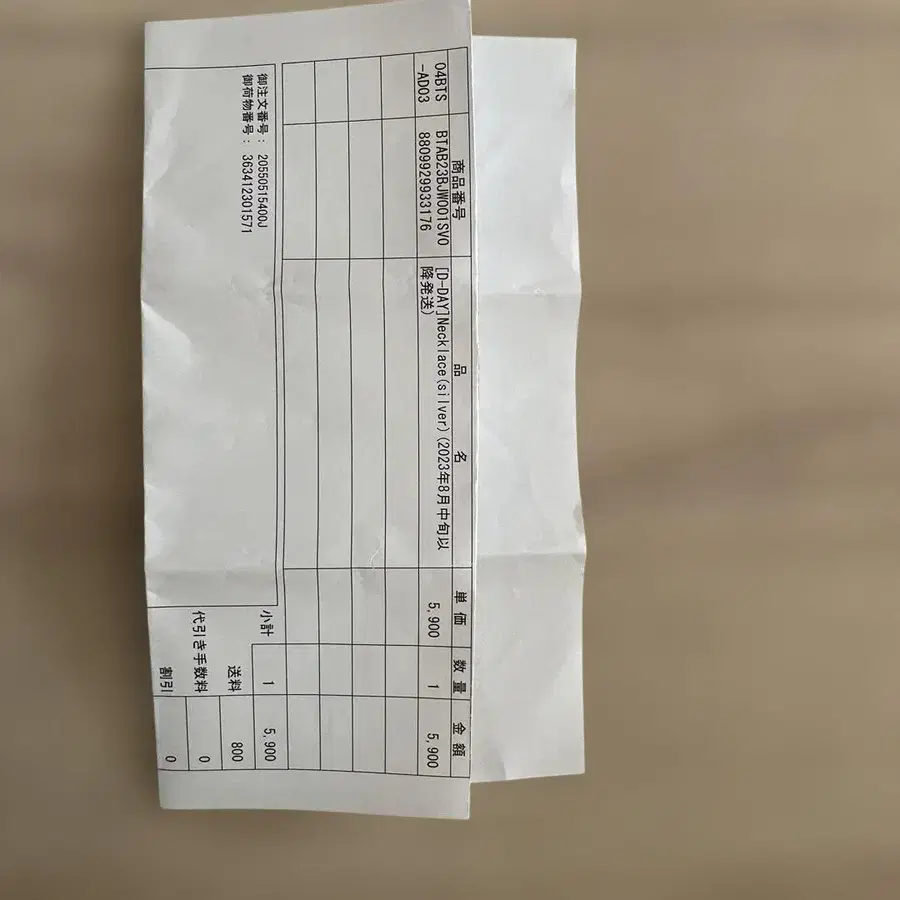 商品番号 品名 単価 数量 金額
04BTS BTAB23BJW001SV0 [D-DAY]Necklace(silver)(2023年8月中旬以 5,900 1 5,900
-AD03 8809929933176 降発送)
小計 1 5,900
御注文番号： 20550515400J
御荷物番号： 363412301571
送料 800
代引き手数料 0
割引 0